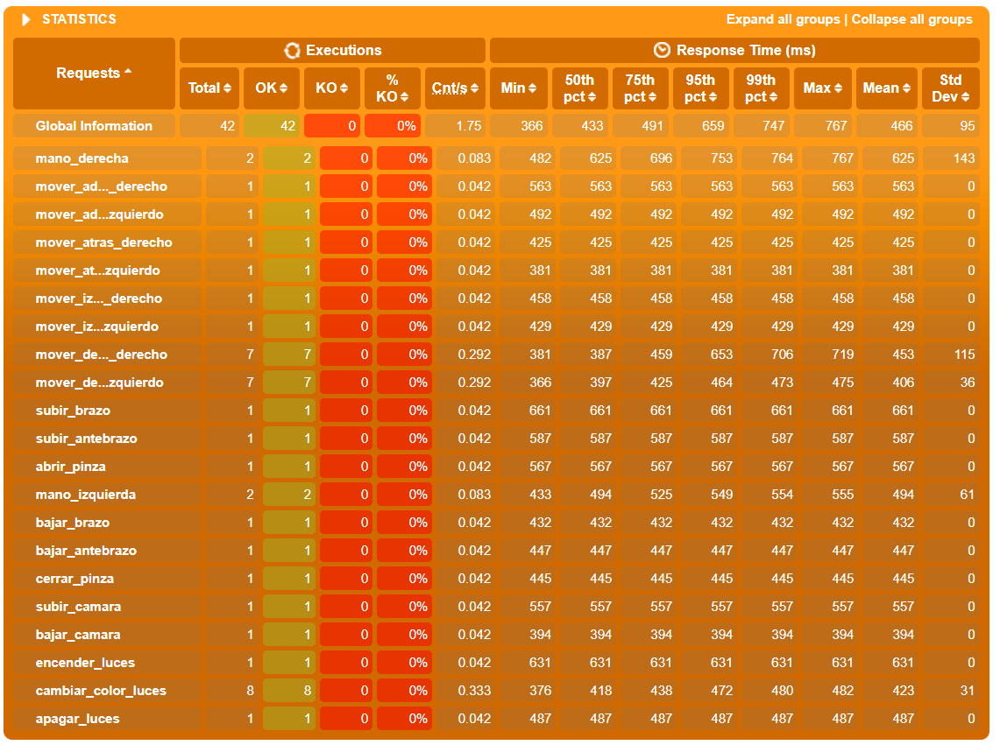 STATISTICS Expand all groups | Collapse all groups
Requests Executions Response Time (ms)
Total OK KO % KO Cnt/s Min 50th pct 75th pct 95th pct 99th pct Max Mean Std Dev
Global Information 42 42 0 0% 1.75 366 433 491 659 747 767 466 95
mano_derecha 2 2 0 0% 0.083 482 625 696 753 764 767 625 143
mover_ad..._derecho 1 1 0 0% 0.042 563 563 563 563 563 563 563 0
mover_ad...zquierdo 1 1 0 0% 0.042 492 492 492 492 492 492 492 0
mover_atras_derecho 1 1 0 0% 0.042 425 425 425 425 425 425 425 0
mover_at...zquierdo 1 1 0 0% 0.042 381 381 381 381 381 381 381 0
mover_iz..._derecho 1 1 0 0% 0.042 458 458 458 458 458 458 458 0
mover_iz...zquierdo 1 1 0 0% 0.042 429 429 429 429 429 429 429 0
mover_de..._derecho 7 7 0 0% 0.292 381 387 459 653 706 719 453 115
mover_de...zquierdo 7 7 0 0% 0.292 366 397 425 464 473 475 406 36
subir_brazo 1 1 0 0% 0.042 661 661 661 661 661 661 661 0
subir_antebrazo 1 1 0 0% 0.042 587 587 587 587 587 587 587 0
abrir_pinza 1 1 0 0% 0.042 567 567 567 567 567 567 567 0
mano_izquierda 2 2 0 0% 0.083 433 494 525 549 554 555 494 61
bajar_brazo 1 1 0 0% 0.042 432 432 432 432 432 432 432 0
bajar_antebrazo 1 1 0 0% 0.042 447 447 447 447 447 447 447 0
cerrar_pinza 1 1 0 0% 0.042 445 445 445 445 445 445 445 0
subir_camara 1 1 0 0% 0.042 557 557 557 557 557 557 557 0
bajar_camara 1 1 0 0% 0.042 394 394 394 394 394 394 394 0
encender_luces 1 1 0 0% 0.042 631 631 631 631 631 631 631 0
cambiar_color_luces 8 8 0 0% 0.333 376 418 438 472 480 482 423 31
apagar_luces 1 1 0 0% 0.042 487 487 487 487 487 487 487 0